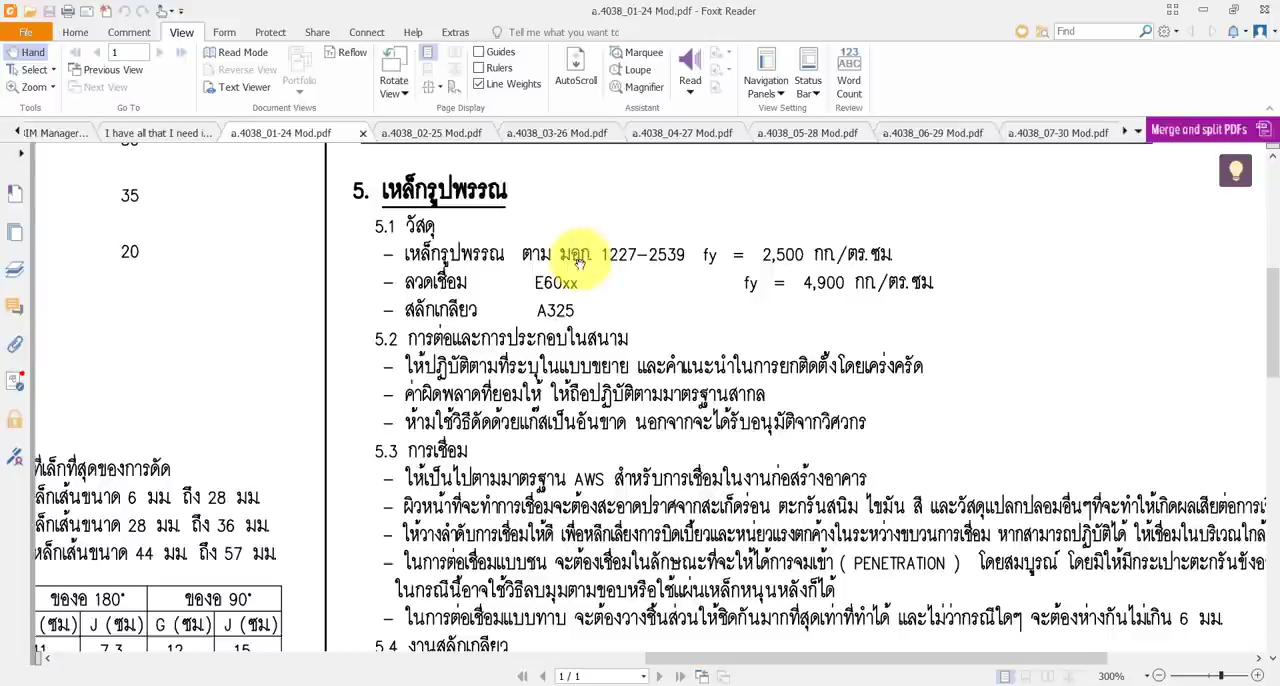 a.4038_01-24 Mod.pdf - Foxit Reader
File Home Comment View Form Protect Share Connect Help Extras Tell me what you want to Find
Hand 1 Read Mode Reflow Guides Marquee
Select Previous View Reverse View Rulers Loupe
Zoom Next View Text Viewer Portfolio Rotate View Line Weights AutoScroll Magnifier Read Navigation Panels Status Bar Word Count
Tools Go To Document Views Page Display Assistant View Setting Review
IM Manager... I have all that I need i... a.4038_01-24 Mod.pdf a.4038_02-25 Mod.pdf a.4038_03-26 Mod.pdf a.4038_04-27 Mod.pdf a.4038_05-28 Mod.pdf a.4038_06-29 Mod.pdf a.4038_07-30 Mod.pdf Merge and split PDFs
35
20
ที่เล็กที่สุดของการดัด
ล็กเส้นขนาด 6 มม. ถึง 28 มม.
ล็กเส้นขนาด 28 มม. ถึง 36 มม.
หล็กเส้นขนาด 44 มม. ถึง 57 มม.
ของอ 180° ของอ 90°
(ซม.) J (ซม.) G (ซม.) J (ซม.)
7.3 12 15
5. เหล็กรูปพรรณ
5.1 วัสดุ
– เหล็กรูปพรรณ ตาม มอก. 1227–2539 fy = 2,500 กก./ตร.ซม.
– ลวดเชื่อม E60xx fy = 4,900 กก./ตร.ซม.
– สลักเกลียว A325
5.2 การต่อและการประกอบในสนาม
– ให้ปฏิบัติตามที่ระบุในแบบขยาย และคำแนะนำในการยกติดตั้งโดยเคร่งครัด
– ค่าผิดพลาดที่ยอมให้ ให้ถือปฏิบัติตามมาตรฐานสากล
– ห้ามใช้วิธีดัดด้วยแก๊สเป็นอันขาด นอกจากจะได้รับอนุมัติจากวิศวกร
5.3 การเชื่อม
– ให้เป็นไปตามมาตรฐาน AWS สำหรับการเชื่อมในงานก่อสร้างอาคาร
– ผิวหน้าที่จะทำการเชื่อมจะต้องสะอาดปราศจากสะเก็ดร่อน ตะกรันสนิม ไขมัน สี และวัสดุแปลกปลอมอื่นๆที่จะทำให้เกิดผลเสียต่อการเ
– ให้วางลำดับการเชื่อมให้ดี เพื่อหลีกเลี่ยงการบิดเบี้ยวและหน่วยแรงตกค้างในระหว่างขบวนการเชื่อม หากสามารถปฏิบัติได้ ให้เชื่อมในบริเวณใกล้
– ในการต่อเชื่อมแบบชน จะต้องเชื่อมในลักษณะที่จะให้ได้การจมเข้า ( PENETRATION ) โดยสมบูรณ์ โดยมิให้มีกระเปาะตะกรันขังอ
ในกรณีนี้อาจใช้วิธีลบมุมตามขอบหรือใช้แผ่นเหล็กหนุนหลังก็ได้
– ในการต่อเชื่อมแบบทาบ จะต้องวางชิ้นส่วนให้ชิดกันมากที่สุดเท่าที่ทำได้ และไม่ว่ากรณีใดๆ จะต้องห่างกันไม่เกิน 6 มม.
5.4 งานสลักเกลียว
1 / 1 300%